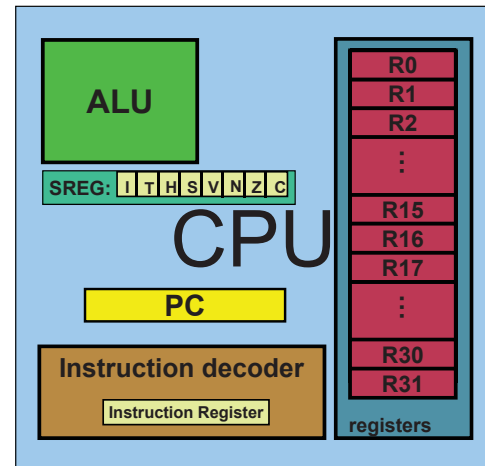 ALU
SREG: I T H S V N Z C
CPU
PC
Instruction decoder
Instruction Register
R0
R1
R2
⋮
R15
R16
R17
⋮
R30
R31
registers